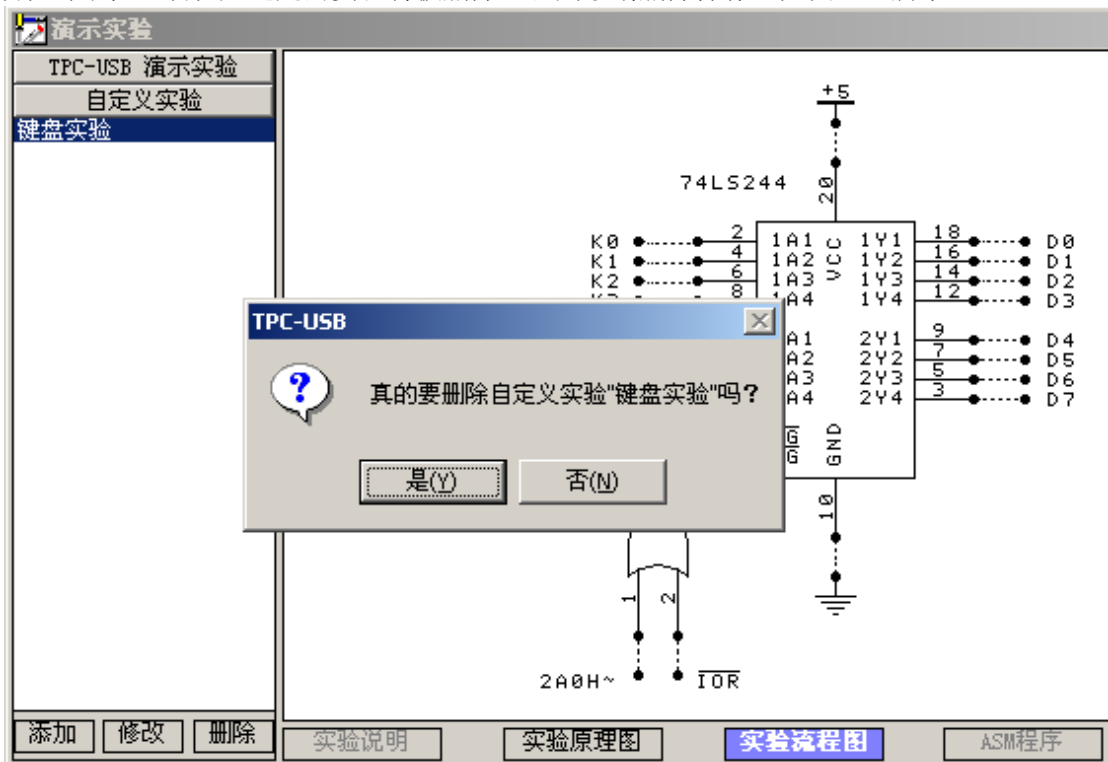 演示实验
TPC-USB 演示实验
自定义实验
键盘实验
+5
74LS244
20
K0
2
1A1
1Y1
18
D0
K1
4
1A2
1Y2
16
D1
K2
6
1A3
1Y3
14
D2
8
1Y4
12
D3
VCC
2Y1
9
D4
2Y2
7
D5
2Y3
5
D6
2Y4
3
D7
GND
10
TPC-USB
真的要删除自定义实验"键盘实验"吗?
是(Y)
否(N)
1
2
2A0H~
IOR
添加
修改
删除
实验说明
实验原理图
实验流程图
ASM程序